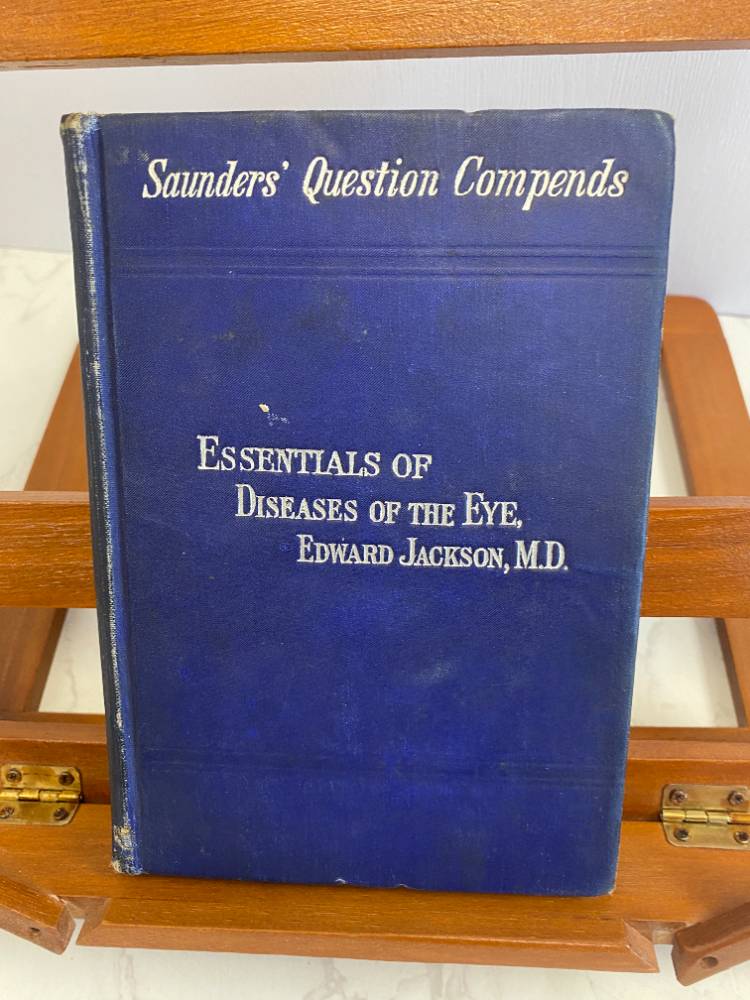 Saunders' Question Compends
ESSENTIALS OF
DISEASES OF THE EYE,
EDWARD JACKSON, M.D.